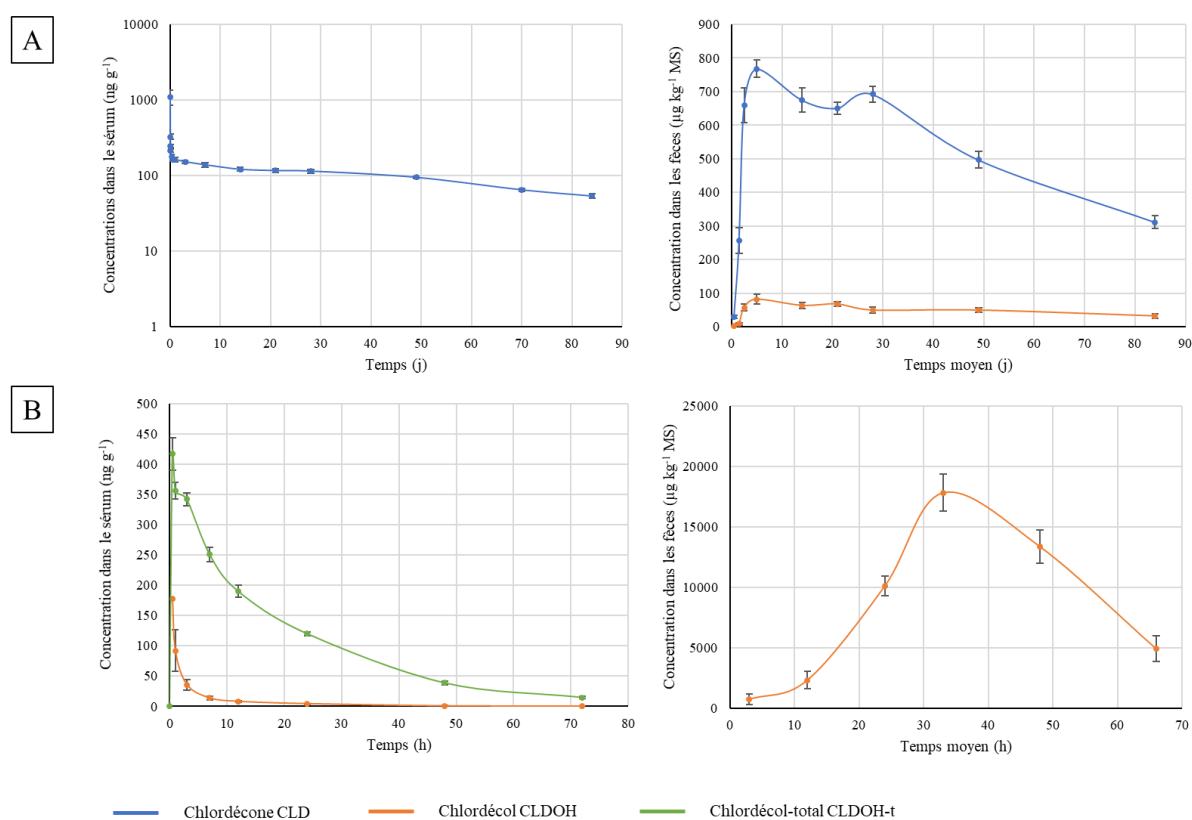 A
Concentrations dans le sérum (ng g-1)
10000
1000
100
10
1
0 10 20 30 40 50 60 70 80 90
Temps (j)
Concentration dans les fèces (µg kg-1 MS)
900
800
700
600
500
400
300
200
100
0
0 10 20 30 40 50 60 70 80 90
Temps moyen (j)
B
Concentration dans le sérum (ng g-1)
500
450
400
350
300
250
200
150
100
50
0
0 10 20 30 40 50 60 70 80
Temps (h)
Concentration dans les fèces (µg kg-1 MS)
25000
20000
15000
10000
5000
0
0 10 20 30 40 50 60 70
Temps moyen (h)
Chlordécone CLD
Chlordécol CLDOH
Chlordécol-total CLDOH-t